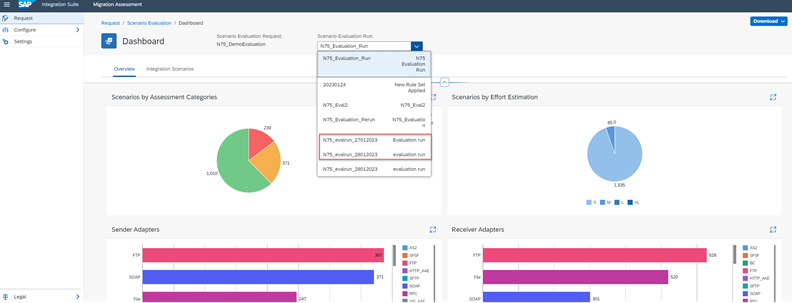 SAP Integration Suite Migration Assessment
Request
Configure
Settings
Legal
Request / Scenario Evaluation / Dashboard
Download
Dashboard
Scenario Evaluation Request:
N75_DemoEvaluation
Scenario Evaluation Run:
N75_Evaluation_Run
N75_Evaluation_Run N75
Evaluation
Run
20230124 New Rule Set
Applied
N75_Eval2 N75_Eval2
N75_Evaluation_Rerun N75_Evaluatio
n
N75_evalrun_27012023 Evaluation run
N75_evalrun_28012023 evaluation run
N75_evalrun_28012023 evaluation run
Overview Integration Scenarios
Scenarios by Assessment Categories
239
371
1,010
Scenarios by Effort Estimation
85 0
1,535
S M L XL
Sender Adapters
FTP 387
SOAP 371
File 247
AS2
SFSF
FTP
HTTP_AAE
SFTP
SOAP
RFC
Receiver Adapters
FTP 628
File 520
SOAP 301
AS2
SFSF
BC
FTP
HTTP_AAE
SFTP
SOAP